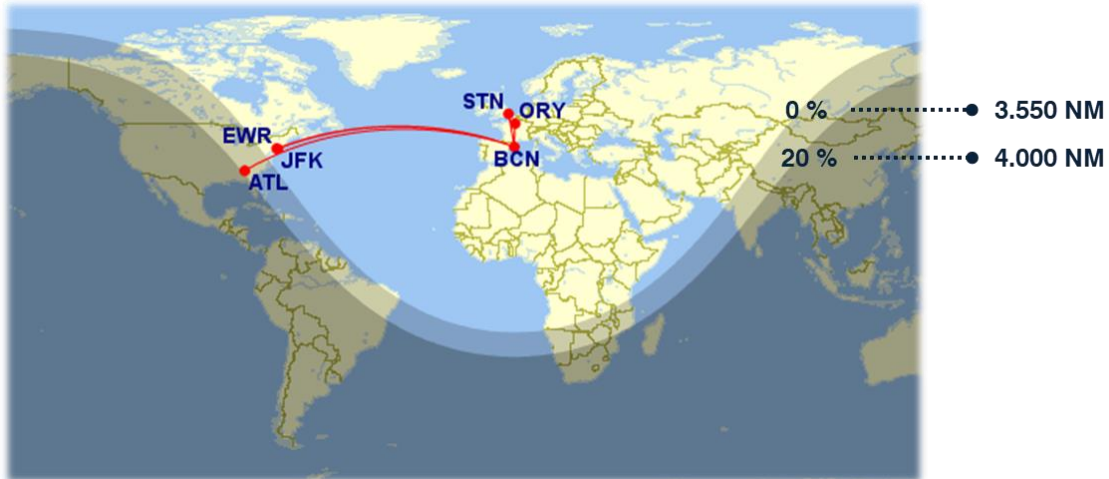 STN
ORY
0 % 3.550 NM
EWR
JFK
BCN
20 % 4.000 NM
ATL